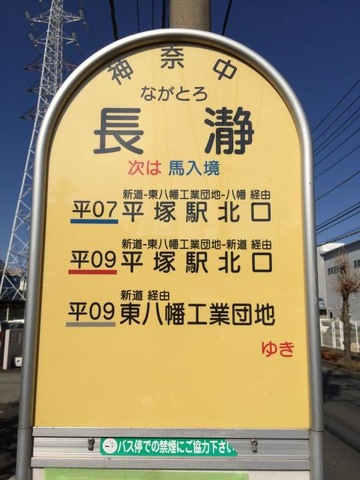 神奈中
ながとろ
長瀞
次は 馬入境
新道-東八幡工業団地-八幡 経由
平07 平塚駅北口
新道-東八幡工業団地-新道 経由
平09 平塚駅北口
新道 経由
平09 東八幡工業団地
ゆき
バス停での禁煙にご協力下さい